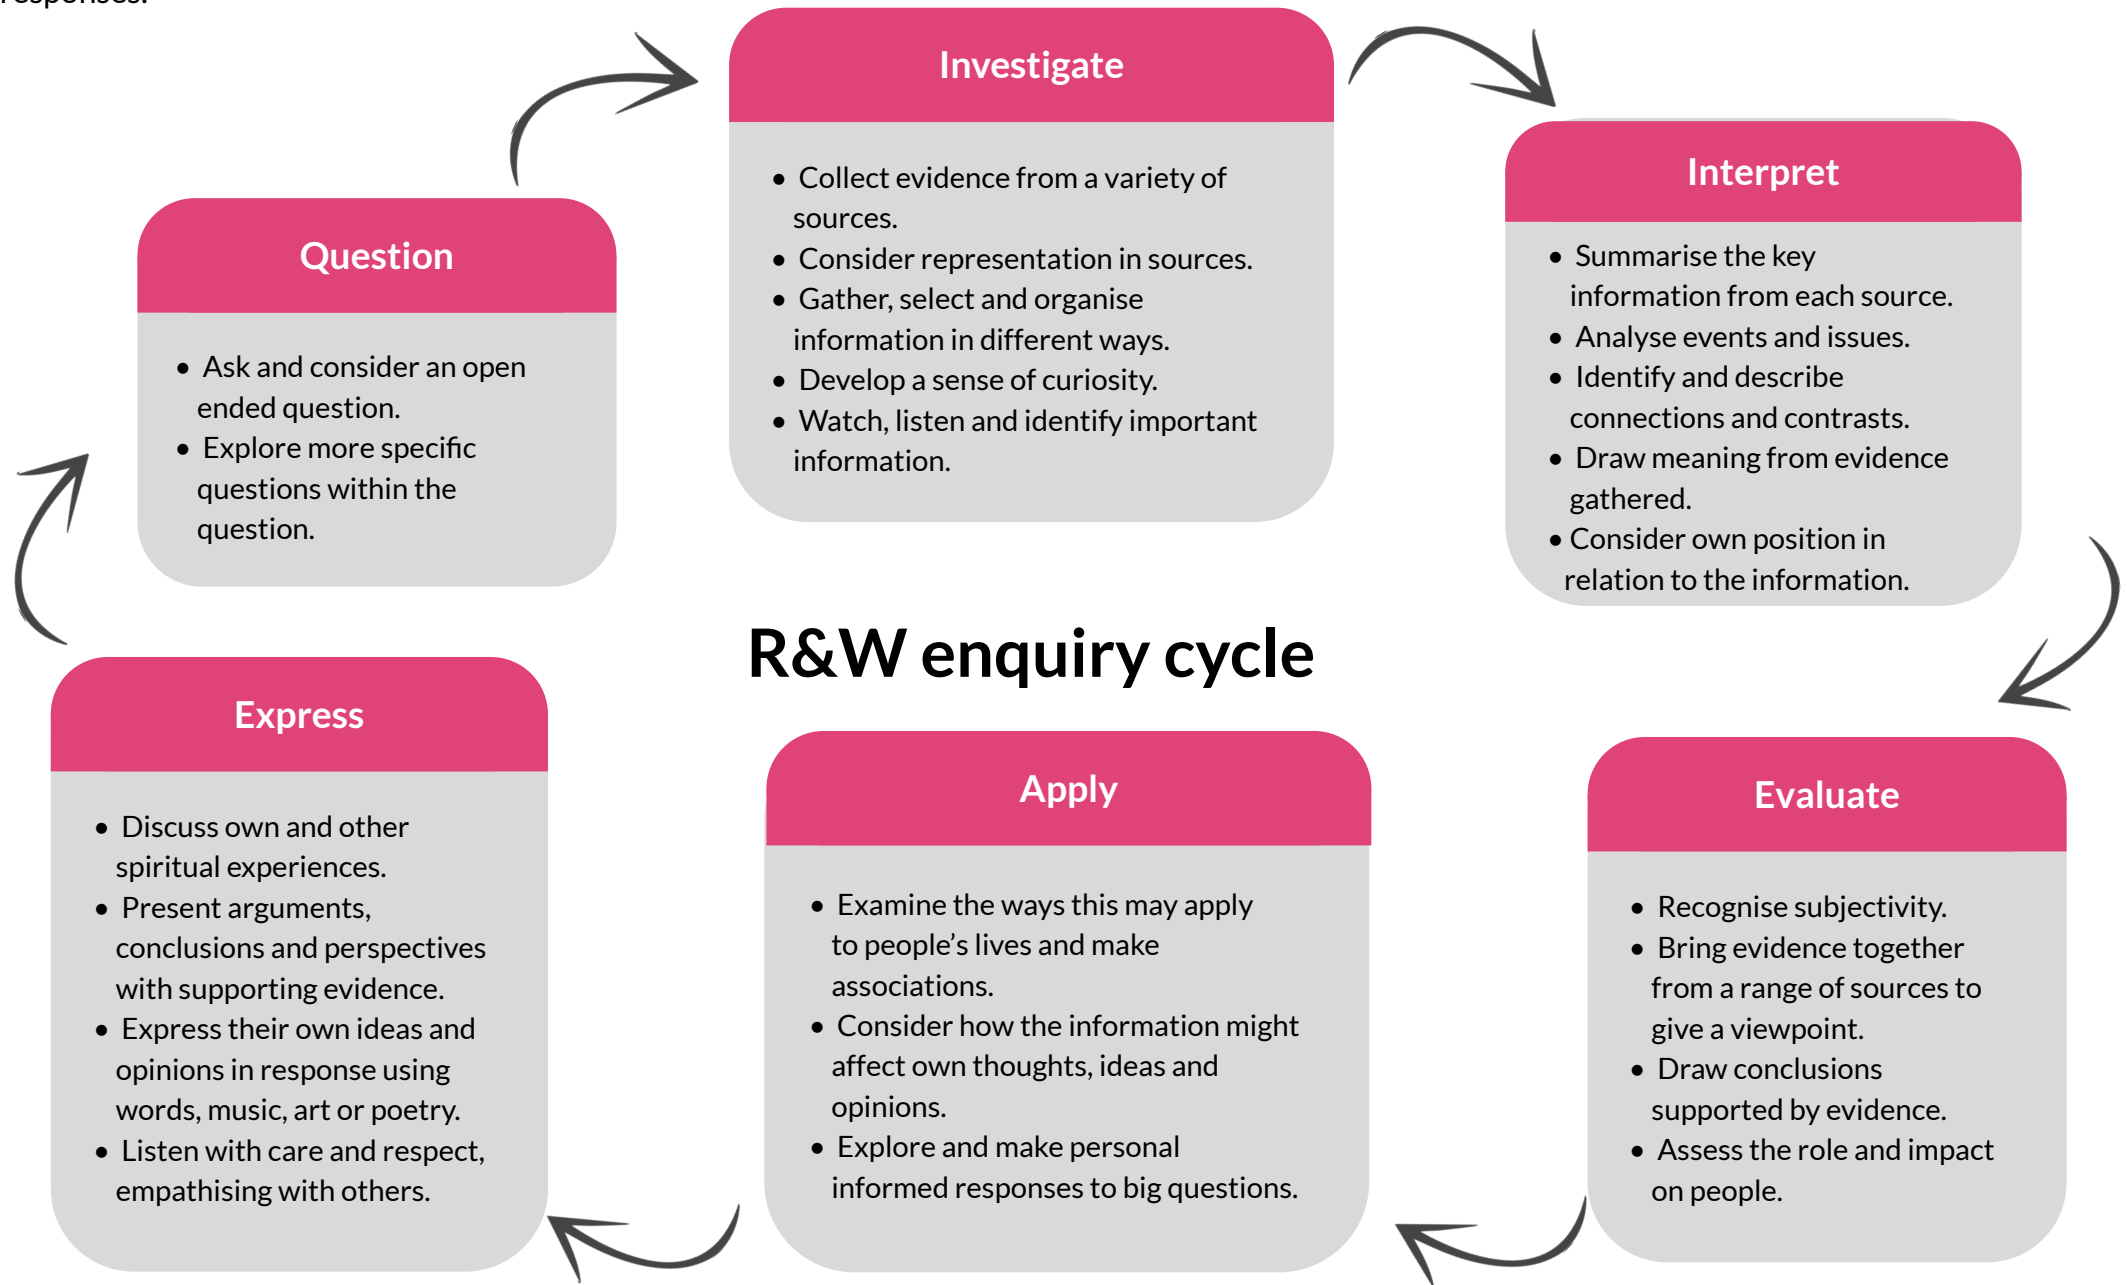 responses.
Investigate
• Collect evidence from a variety of
sources.
• Consider representation in sources.
• Gather, select and organise
information in different ways.
• Develop a sense of curiosity.
• Watch, listen and identify important
information.
Interpret
• Summarise the key
information from each source.
• Analyse events and issues.
• Identify and describe
connections and contrasts.
• Draw meaning from evidence
gathered.
• Consider own position in
relation to the information.
Question
• Ask and consider an open
ended question.
• Explore more specific
questions within the
question.
R&W enquiry cycle
Express
• Discuss own and other
spiritual experiences.
• Present arguments,
conclusions and perspectives
with supporting evidence.
• Express their own ideas and
opinions in response using
words, music, art or poetry.
• Listen with care and respect,
empathising with others.
Apply
• Examine the ways this may apply
to people's lives and make
associations.
• Consider how the information might
affect own thoughts, ideas and
opinions.
• Explore and make personal
informed responses to big questions.
Evaluate
• Recognise subjectivity.
• Bring evidence together
from a range of sources to
give a viewpoint.
• Draw conclusions
supported by evidence.
• Assess the role and impact
on people.